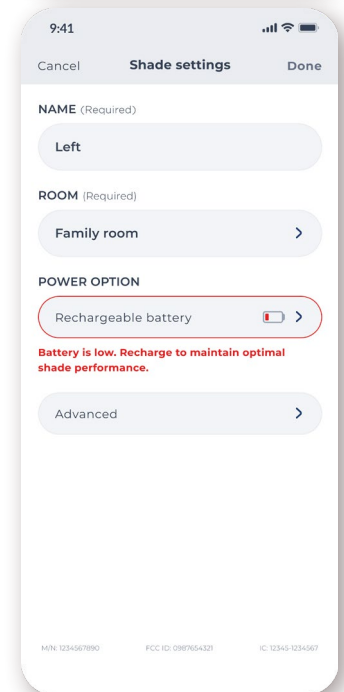 9:41
Cancel Shade settings Done
NAME (Required)
Left
ROOM (Required)
Family room
POWER OPTION
Rechargeable battery
Battery is low. Recharge to maintain optimal
shade performance.
Advanced
M/N: 1234567890 FCC ID: 0987654321 IC: 12345-1234567